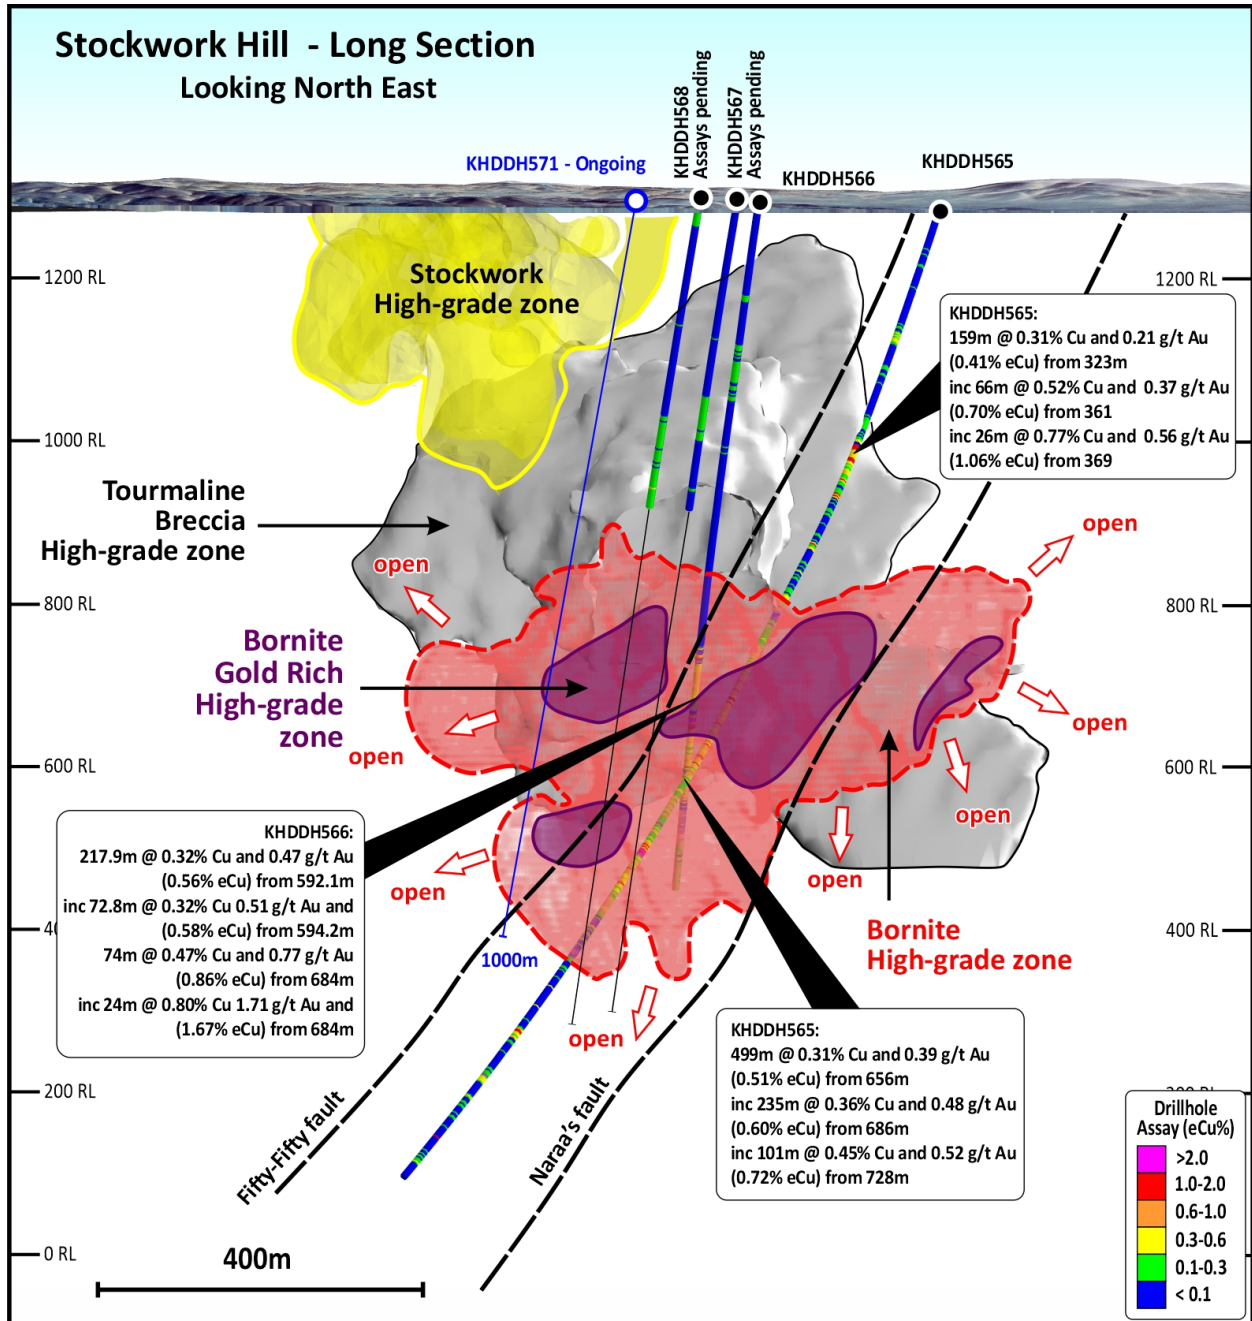 Stockwork Hill - Long Section
Looking North East
KHDDH571 - Ongoing
KHDDH568
Assays pending
KHDDH567
Assays pending
KHDDH566
KHDDH565
1200 RL
1200 RL
Stockwork
High-grade zone
KHDDH565:
159m @ 0.31% Cu and 0.21 g/t Au
(0.41% eCu) from 323m
inc 66m @ 0.52% Cu and 0.37 g/t Au
(0.70% eCu) from 361
inc 26m @ 0.77% Cu and 0.56 g/t Au
(1.06% eCu) from 369
1000 RL
Tourmaline
Breccia
High-grade zone
open
open
800 RL
800 RL
Bornite
Gold Rich
High-grade
zone
open
open
600 RL
600 RL
open
open
open
KHDDH566:
217.9m @ 0.32% Cu and 0.47 g/t Au
(0.56% eCu) from 592.1m
inc 72.8m @ 0.32% Cu 0.51 g/t Au and
(0.58% eCu) from 594.2m
74m @ 0.47% Cu and 0.77 g/t Au
(0.86% eCu) from 684m
inc 24m @ 0.80% Cu 1.71 g/t Au and
(1.67% eCu) from 684m
400 RL
Bornite
High-grade zone
1000m
open
KHDDH565:
499m @ 0.31% Cu and 0.39 g/t Au
(0.51% eCu) from 656m
inc 235m @ 0.36% Cu and 0.48 g/t Au
(0.60% eCu) from 686m
inc 101m @ 0.45% Cu and 0.52 g/t Au
(0.72% eCu) from 728m
200 RL
Fifty-Fifty fault
Naraa's fault
Drillhole
Assay (eCu%)
>2.0
1.0-2.0
0.6-1.0
0.3-0.6
0.1-0.3
< 0.1
0 RL
400m